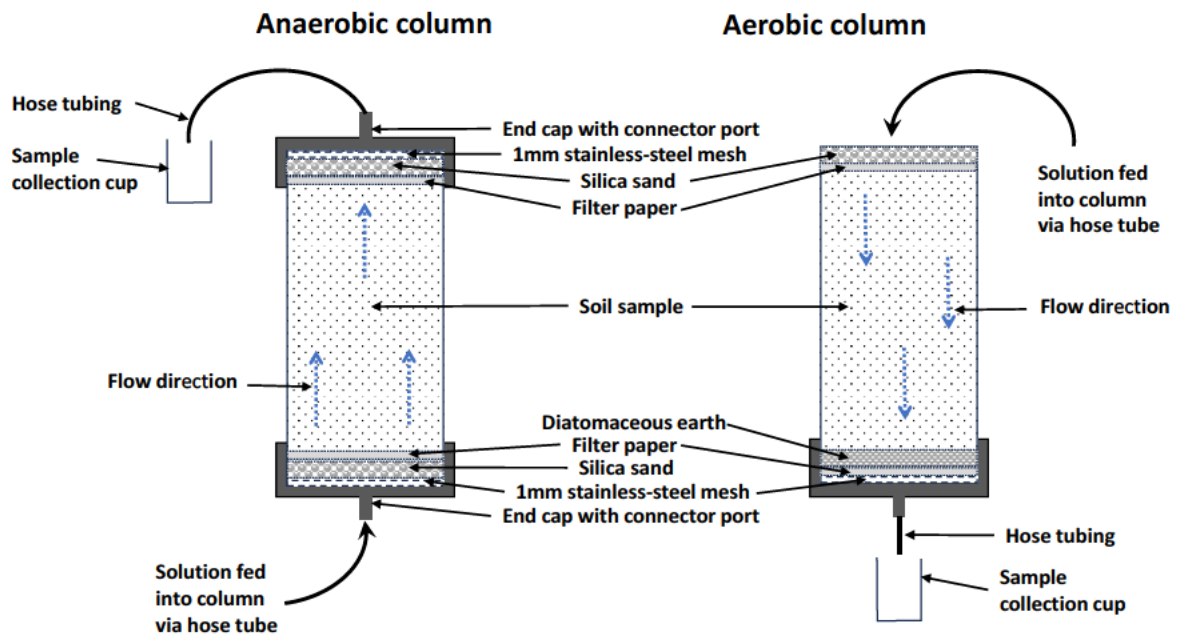 Anaerobic column
Aerobic column
Hose tubing
Sample
collection cup
End cap with connector port
1mm stainless-steel mesh
Silica sand
Filter paper
Solution fed
into column
via hose tube
Soil sample
Flow direction
Flow direction
Diatomaceous earth
Filter paper
Silica sand
1mm stainless-steel mesh
End cap with connector port
Hose tubing
Solution fed
into column
via hose tube
Sample
collection cup